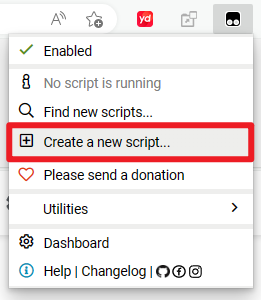 A))
yd
Enabled
No script is running
Find new scripts...
Create a new script...
Please send a donation
Utilities
Dashboard
Help | Changelog |